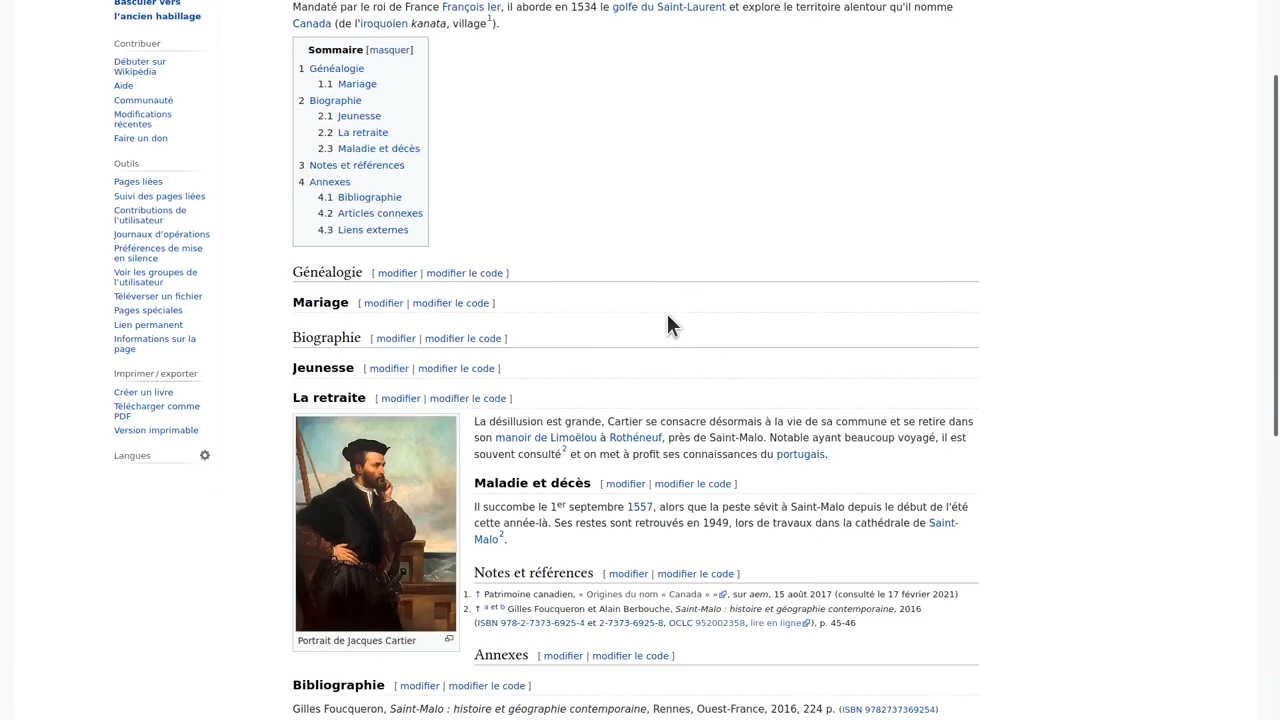 Basculer vers
l'ancien habillage
Contribuer
Débuter sur
Wikipédia
Aide
Communauté
Modifications
récentes
Faire un don
Outils
Pages liées
Suivi des pages liées
Contributions de
l'utilisateur
Journaux d'opérations
Préférences de mise
en silence
Voir les groupes de
l'utilisateur
Téléverser un fichier
Pages spéciales
Lien permanent
Informations sur la
page
Imprimer / exporter
Créer un livre
Télécharger comme
PDF
Version imprimable
Langues
Mandaté par le roi de France François Ier, il aborde en 1534 le golfe du Saint-Laurent et explore le territoire alentour qu'il nomme
Canada (de l'iroquoien kanata, village1).
Sommaire [masquer]
1 Généalogie
1.1 Mariage
2 Biographie
2.1 Jeunesse
2.2 La retraite
2.3 Maladie et décès
3 Notes et références
4 Annexes
4.1 Bibliographie
4.2 Articles connexes
4.3 Liens externes
Généalogie [ modifier | modifier le code ]
Mariage [ modifier | modifier le code ]
Biographie [ modifier | modifier le code ]
Jeunesse [ modifier | modifier le code ]
La retraite [ modifier | modifier le code ]
Portrait de Jacques Cartier
La désillusion est grande, Cartier se consacre désormais à la vie de sa commune et se retire dans
son manoir de Limoëlou à Rothéneuf, près de Saint-Malo. Notable ayant beaucoup voyagé, il est
souvent consulté2 et on met à profit ses connaissances du portugais.
Maladie et décès [ modifier | modifier le code ]
Il succombe le 1er septembre 1557, alors que la peste sévit à Saint-Malo depuis le début de l'été
cette année-là. Ses restes sont retrouvés en 1949, lors de travaux dans la cathédrale de Saint-
Malo2.
Notes et références [ modifier | modifier le code ]
1. ↑ Patrimoine canadien, « Origines du nom « Canada » », sur aem, 15 août 2017 (consulté le 17 février 2021)
2. ↑ a et b Gilles Foucqueron et Alain Berbouche, Saint-Malo : histoire et géographie contemporaine, 2016
(ISBN 978-2-7373-6925-4 et 2-7373-6925-8, OCLC 952002358, lire en ligne), p. 45-46
Annexes [ modifier | modifier le code ]
Bibliographie [ modifier | modifier le code ]
Gilles Foucqueron, Saint-Malo : histoire et géographie contemporaine, Rennes, Ouest-France, 2016, 224 p. (ISBN 9782737369254)